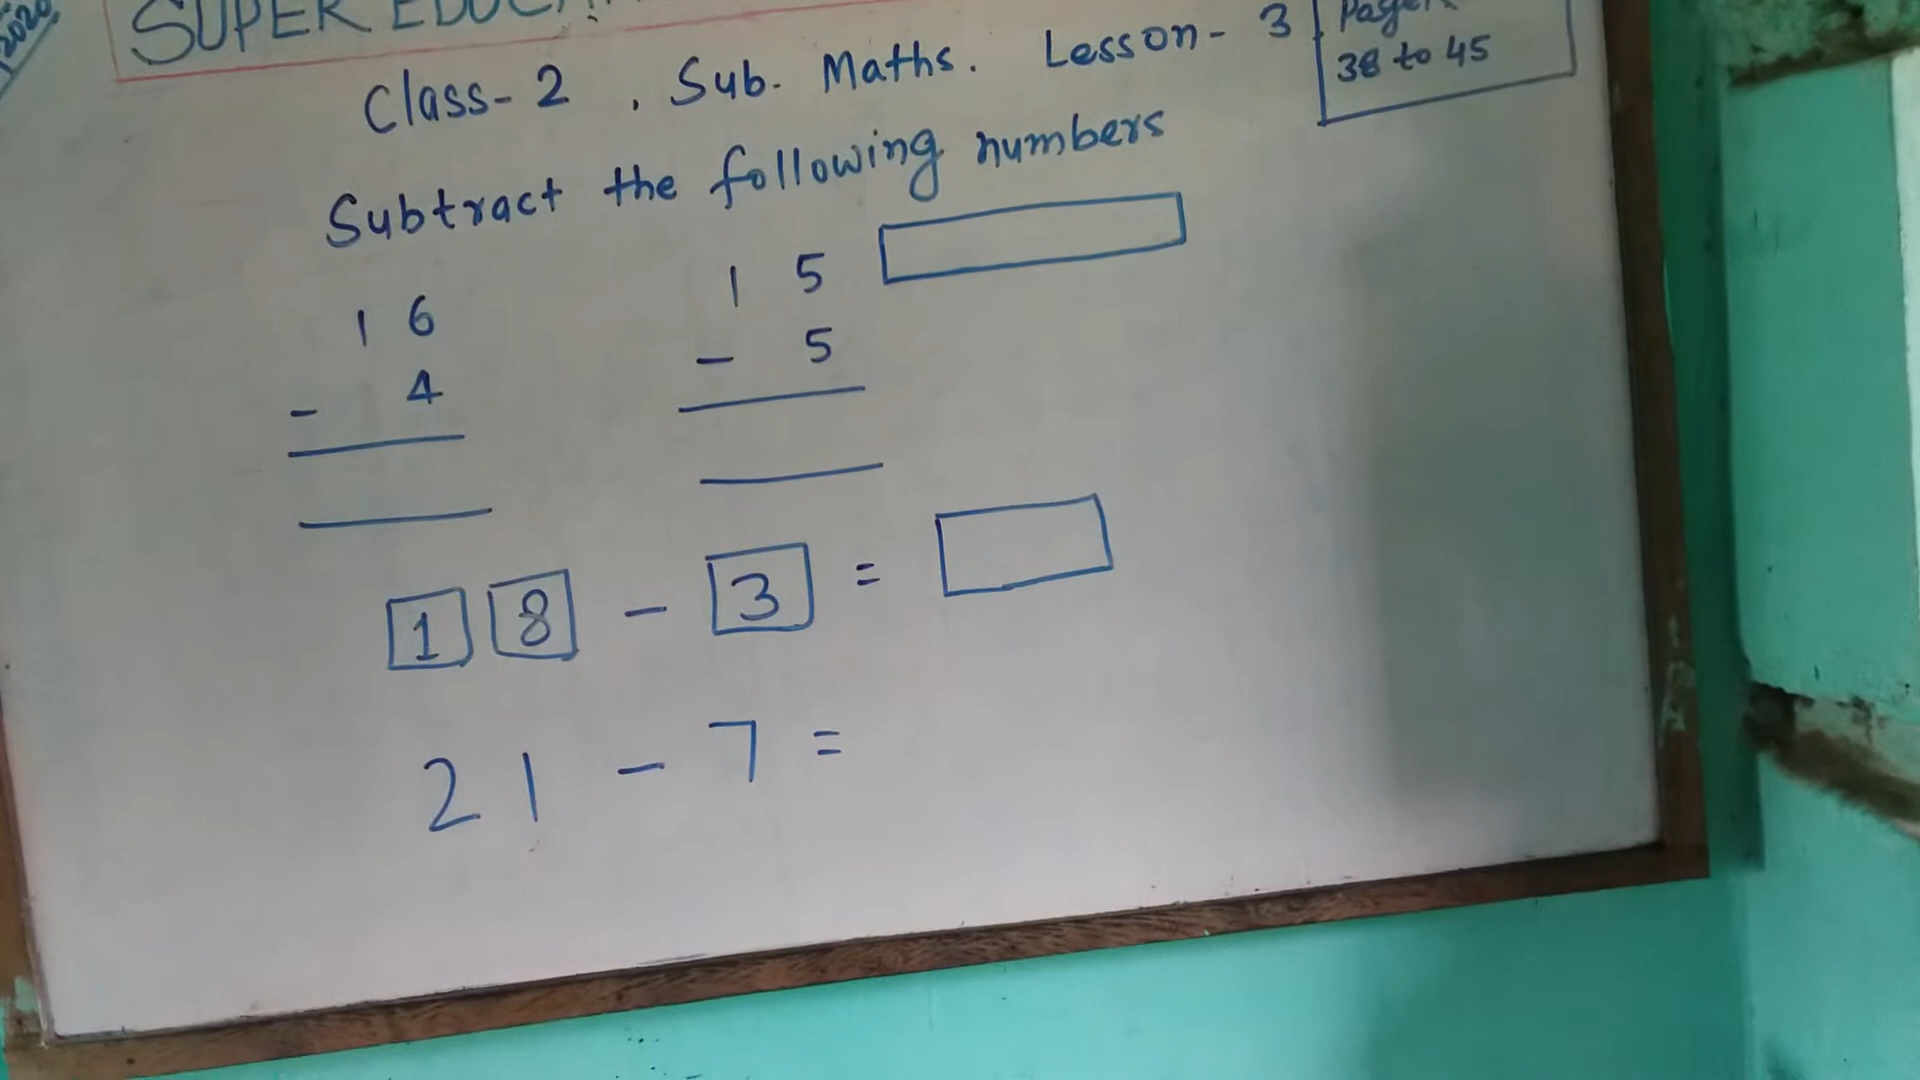 2020
SUPER
Class-2 . Sub. Maths. Lesson-3
38 to 45
Subtract the following numbers
1 6
- 4
1 5
- 5
1 8 - 3 =
21 - 7 =